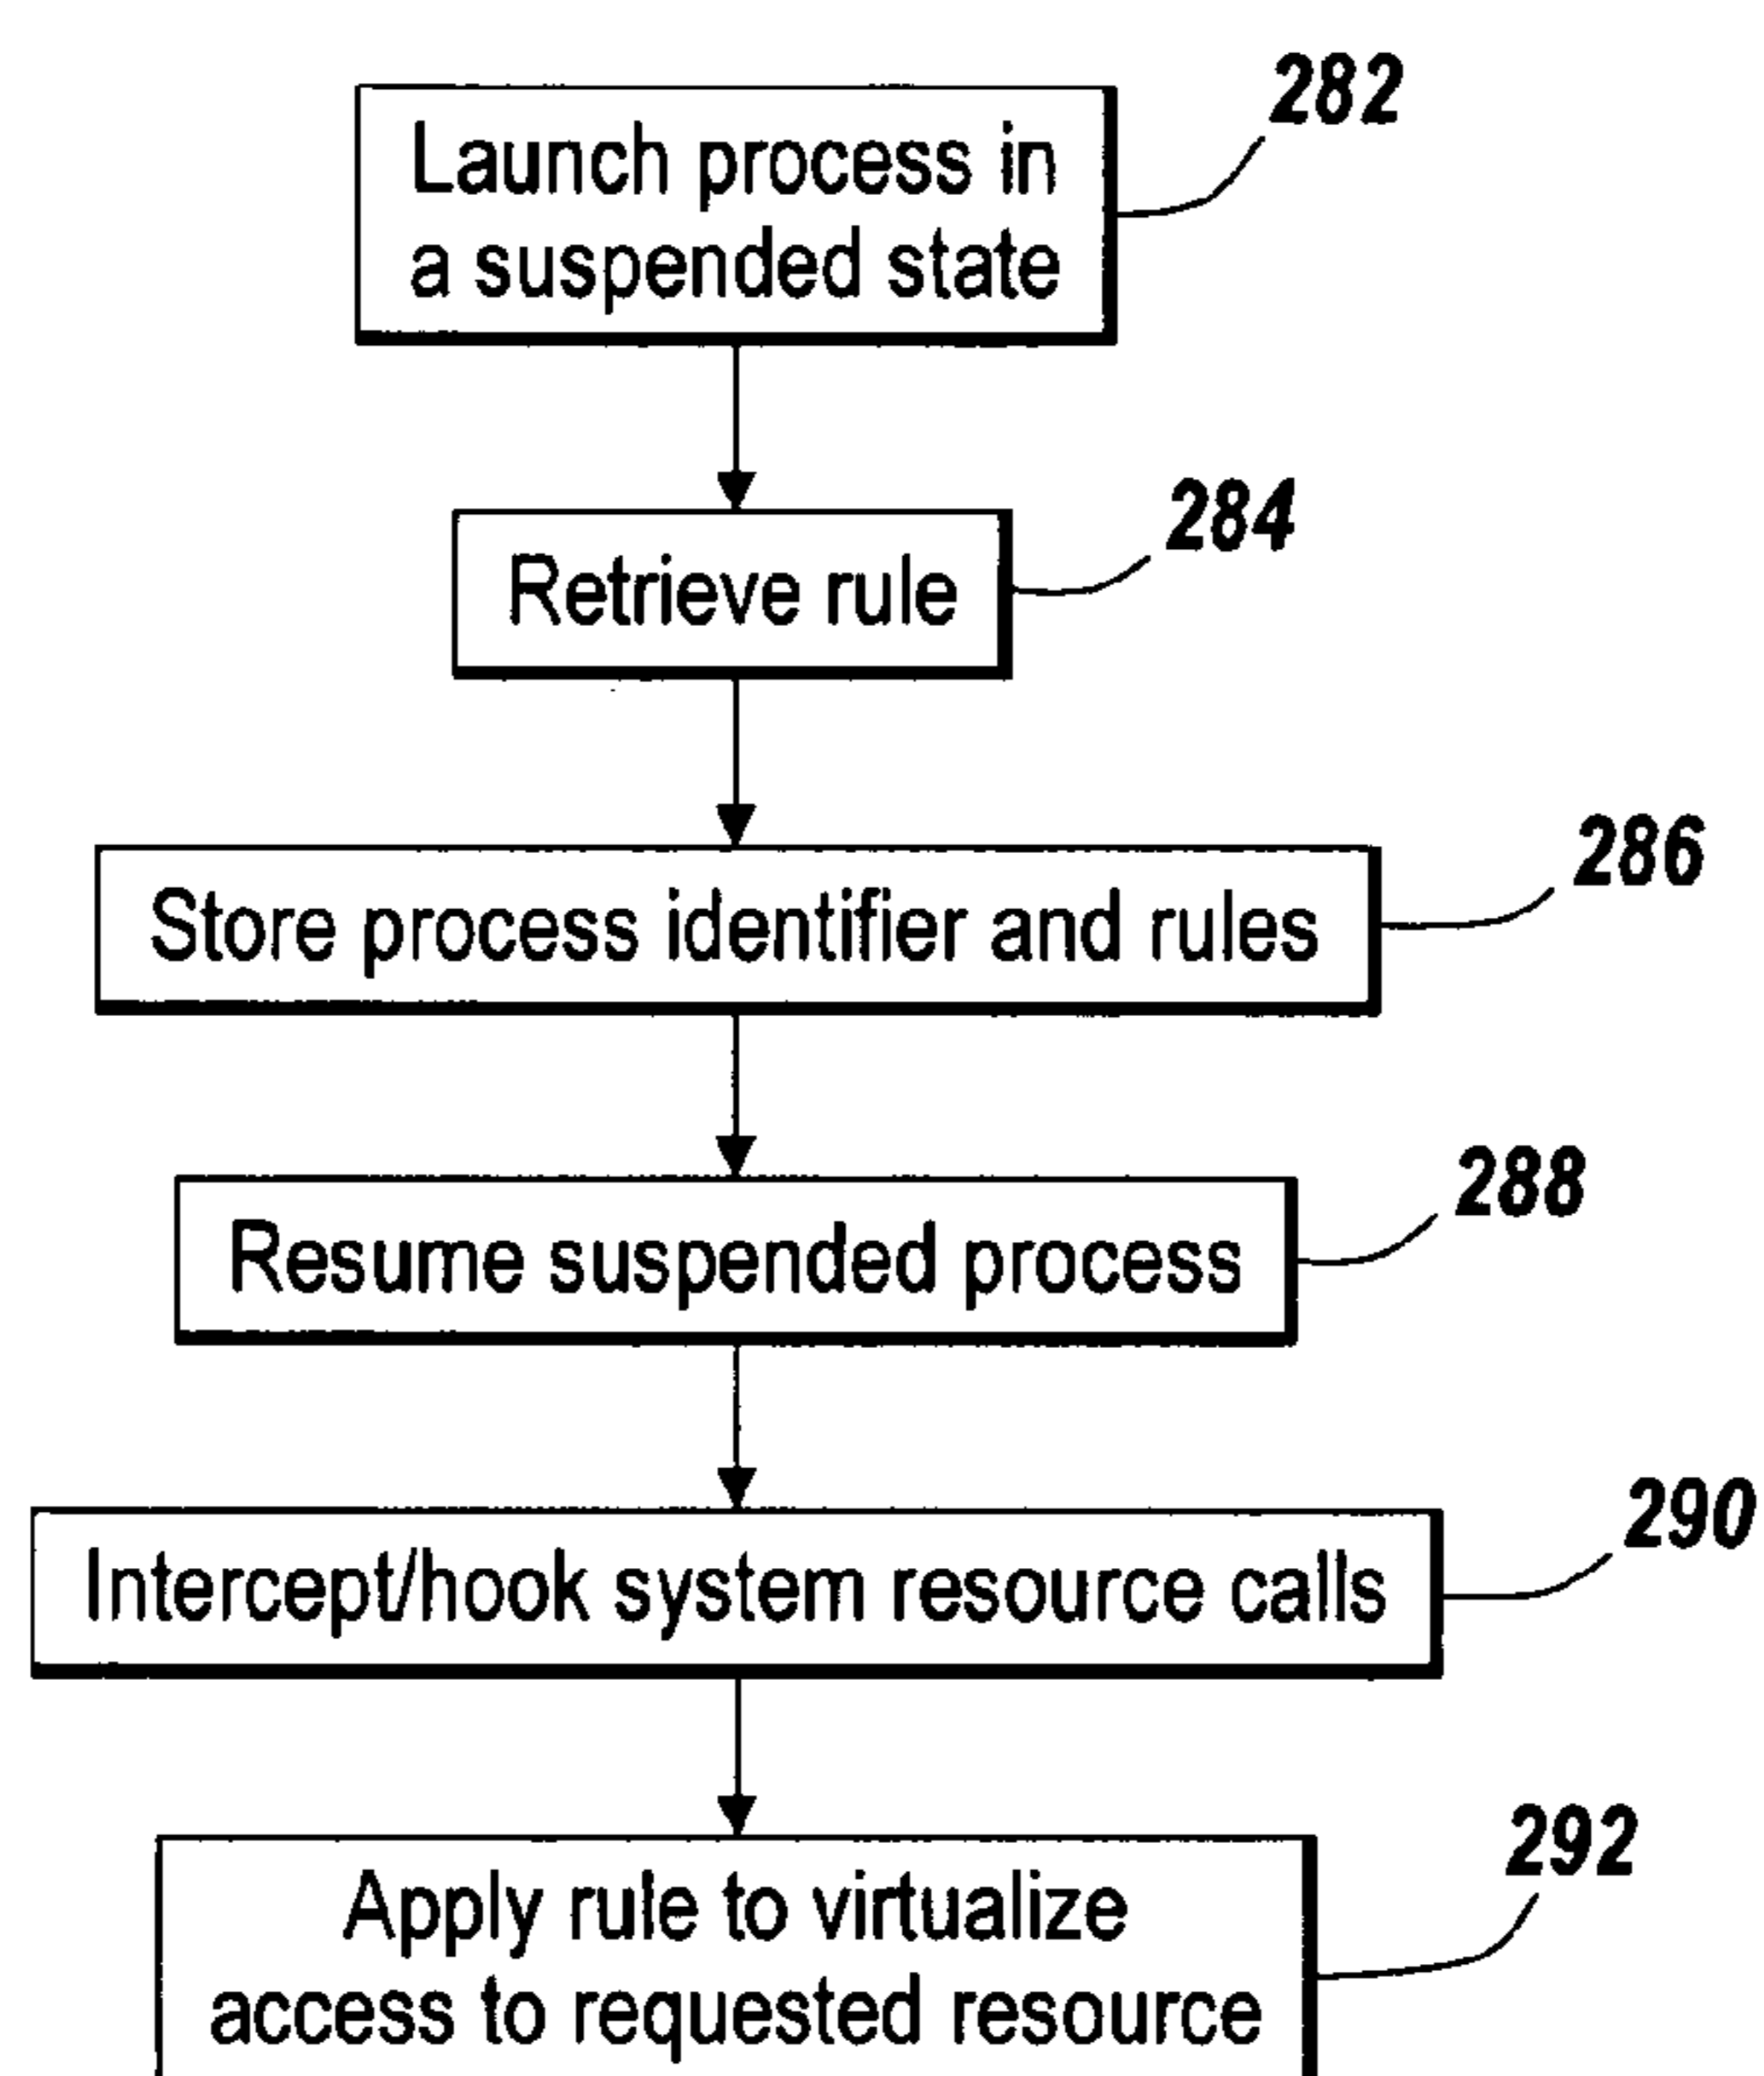 282
Launch process in
a suspended state
284
Retrieve rule
286
Store process identifier and rules
288
Resume suspended process
290
Intercept/hook system resource calls
292
Apply rule to virtualize
access to requested resource